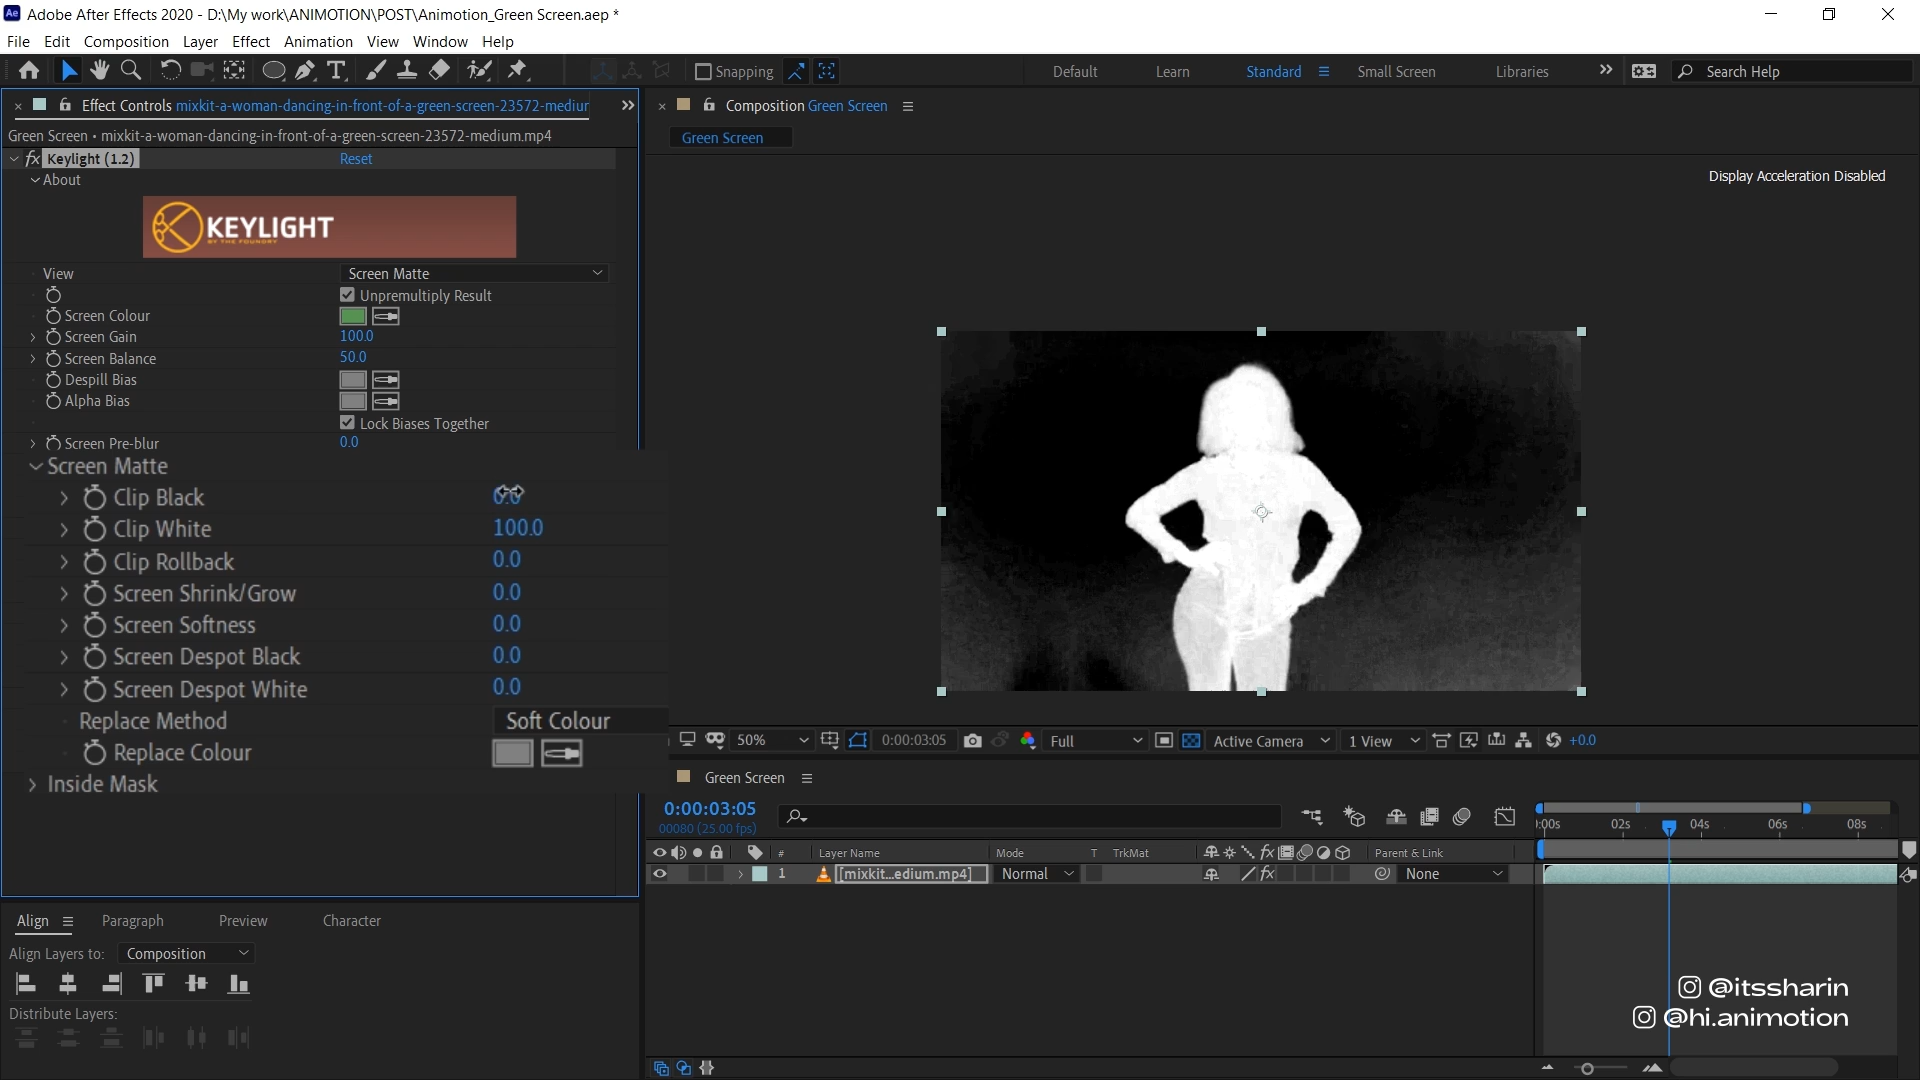 Adobe After Effects 2020 - D:\My work\ANIMOTION\POST\Animotion_Green Screen.aep *
File Edit Composition Layer Effect Animation View Window Help
Snapping
Default Learn Standard Small Screen Libraries Search Help
Effect Controls mixkit-a-woman-dancing-in-front-of-a-green-screen-23572-mediur
Composition Green Screen
Green Screen • mixkit-a-woman-dancing-in-front-of-a-green-screen-23572-medium.mp4
Green Screen
fx Keylight (1.2) Reset
About
Display Acceleration Disabled
KEYLIGHT
BY THE FOUNDRY
View Screen Matte
Unpremultiply Result
Screen Colour
Screen Gain 100.0
Screen Balance 50.0
Despill Bias
Alpha Bias
Lock Biases Together
Screen Pre-blur 0.0
Screen Matte
Clip Black 0.0
Clip White 100.0
Clip Rollback 0.0
Screen Shrink/Grow 0.0
Screen Softness 0.0
Screen Despot Black 0.0
Screen Despot White 0.0
Replace Method Soft Colour
Replace Colour
Inside Mask
50% 0:00:03:05 Full Active Camera 1 View +0.0
Green Screen
0:00:03:05
00080 (25.00 fps)
:00s 02s 04s 06s 08s
# Layer Name Mode T TrkMat fx Parent & Link
1 [mixkit...edium.mp4] Normal fx None
Align Paragraph Preview Character
Align Layers to: Composition
Distribute Layers:
@itssharin
@hi.animotion